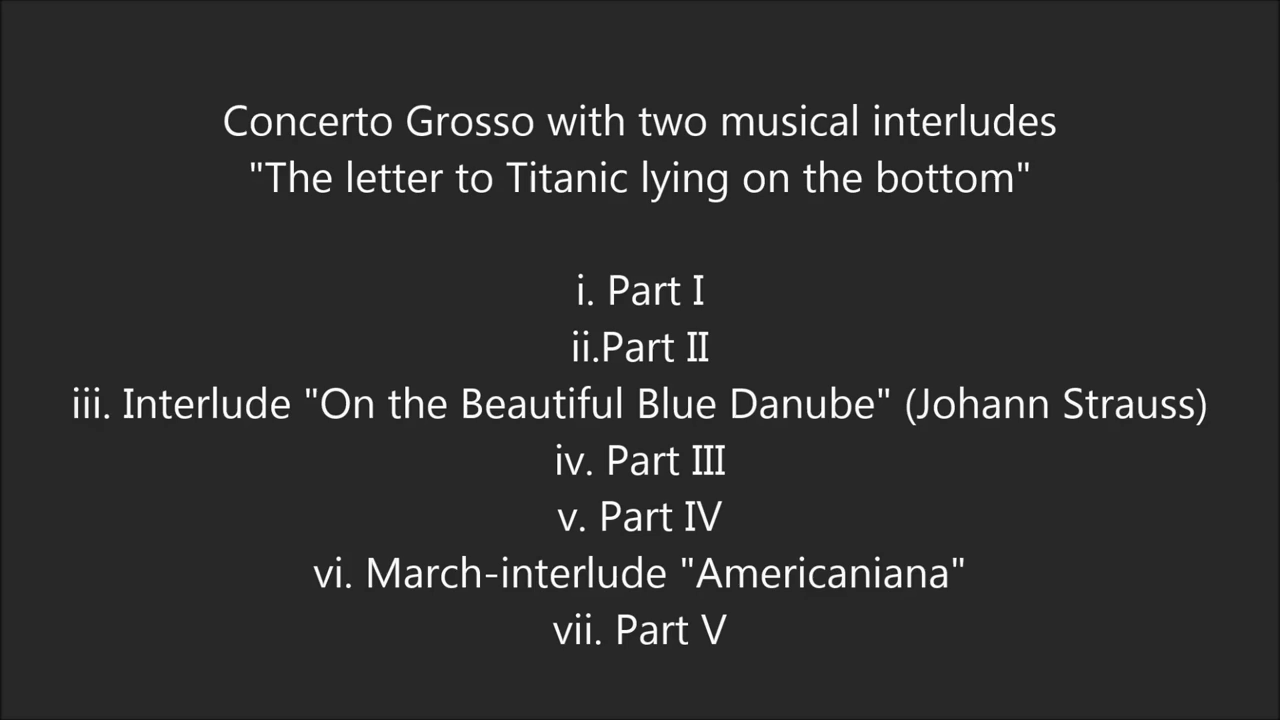 Concerto Grosso with two musical interludes
"The letter to Titanic lying on the bottom"
i. Part I
ii.Part II
iii. Interlude "On the Beautiful Blue Danube" (Johann Strauss)
iv. Part III
v. Part IV
vi. March-interlude "Americaniana"
vii. Part V